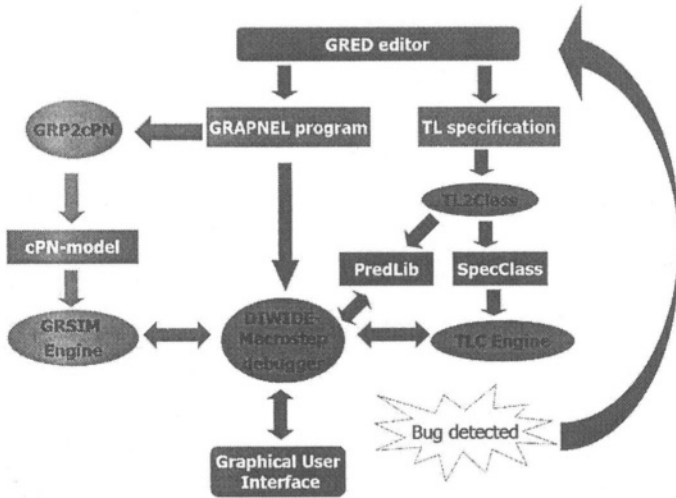 GRED editor
GRP2cPN
GRAPNEL program
TL specification
TL2Class
cPN-model
PredLib
SpecClass
GRSIM
Engine
DIWIDE-
Macrostep
debugger
TLC Engine
Bug detected
Graphical User
Interface